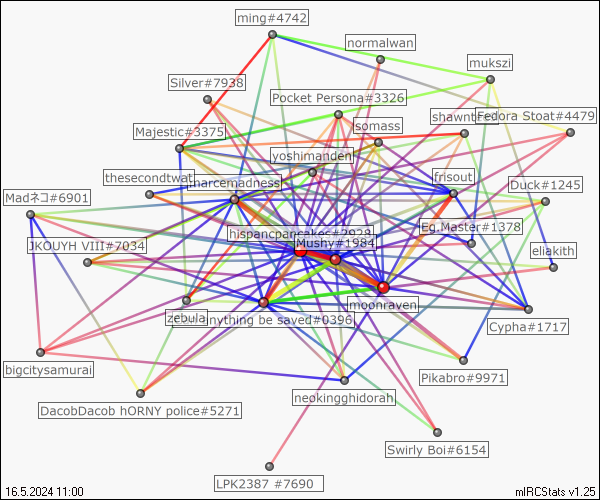 ming#4742
normalwan
mukszi
Silver#7938
Pocket Persona#3326
shawnt
Fedora Stoat#4479
Majestic#3375
somass
yoshimanden
thesecondtwat
marcemadness
frisout
Duck#1245
Madネコ#6901
Eg.Master#1378
hispancpancakes#2928
Mushy#1984
JKOUYH VIII#7034
eliakith
moonraven
zebula
anything be saved#0396
Cypha#1717
bigcitysamurai
Pikabro#9971
neokingghidorah
DacobDacob hORNY police#5271
Swirly Boi#6154
LPK2387 #7690
16.5.2024 11:00
mIRCStats v1.25